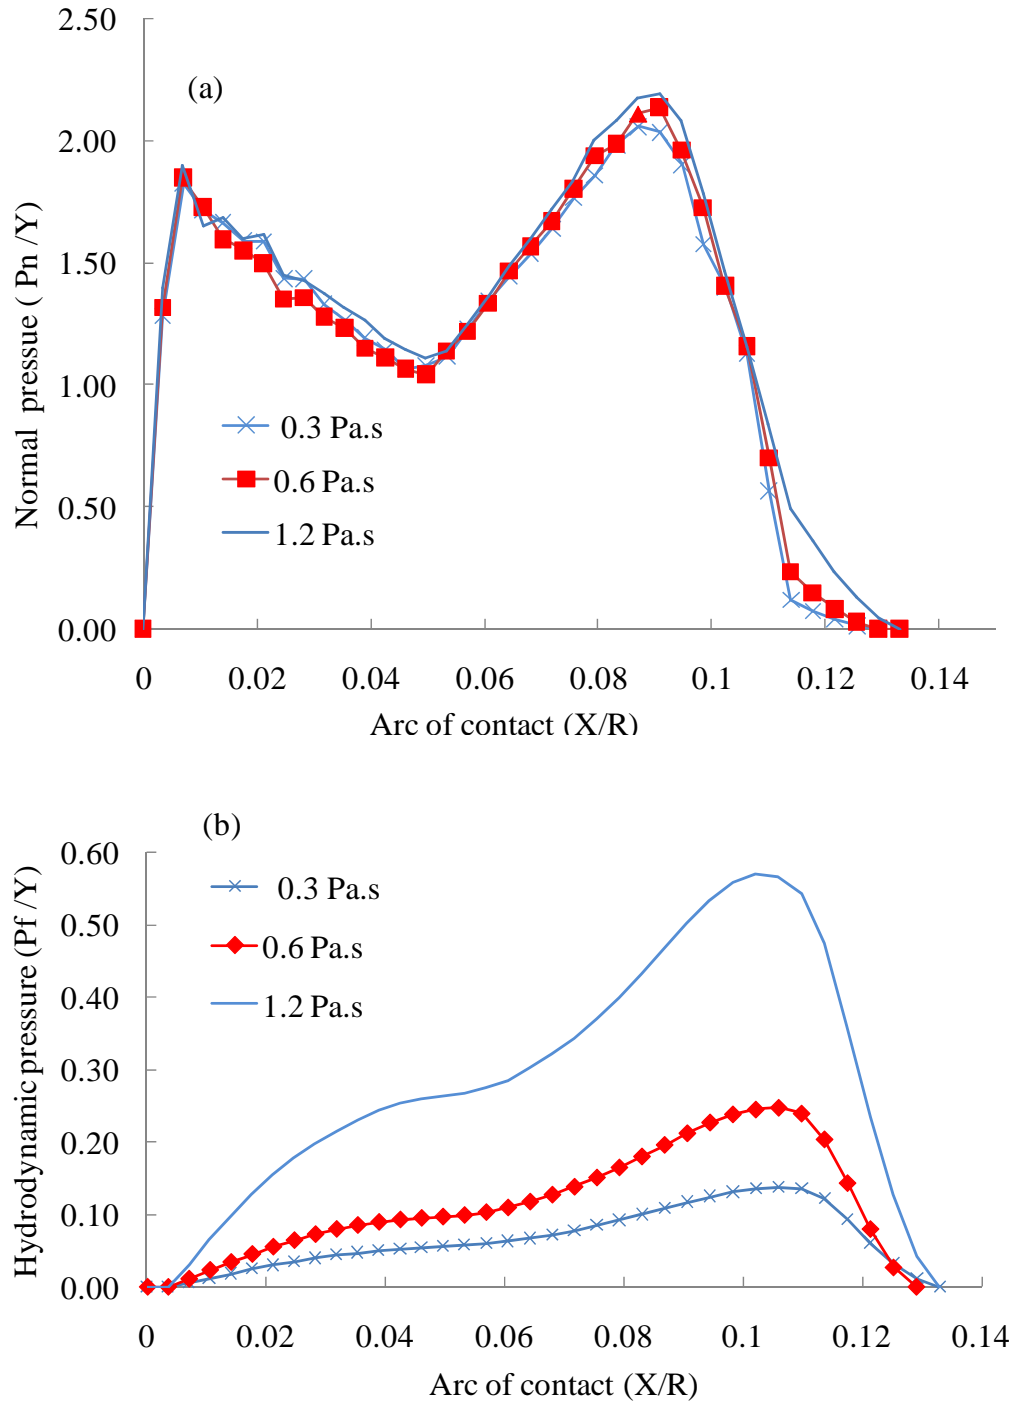 2.50
(a)
2.00
1.50
1.00
0.50
0.00
Normal pressue ( Pn /Y)
0.3 Pa.s
0.6 Pa.s
1.2 Pa.s
0 0.02 0.04 0.06 0.08 0.1 0.12 0.14
Arc of contact (X/R)
(b)
0.60
0.50
0.40
0.30
0.20
0.10
0.00
Hydrodynamic pressure (Pf /Y)
0.3 Pa.s
0.6 Pa.s
1.2 Pa.s
0 0.02 0.04 0.06 0.08 0.1 0.12 0.14
Arc of contact (X/R)